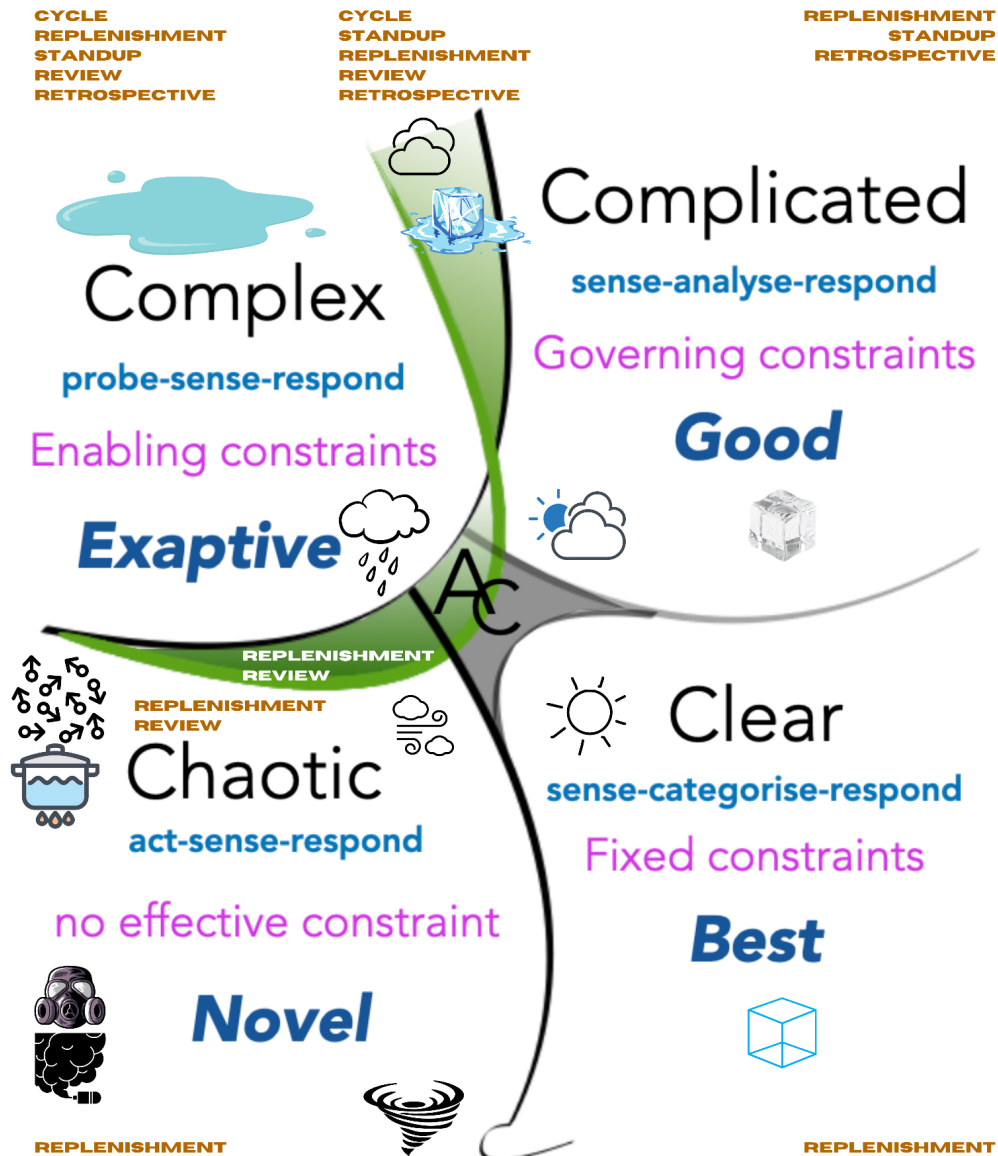 CYCLE
REPLENISHMENT
STANDUP
REVIEW
RETROSPECTIVE
CYCLE
STANDUP
REPLENISHMENT
REVIEW
RETROSPECTIVE
REPLENISHMENT
STANDUP
RETROSPECTIVE
Complex
probe-sense-respond
Enabling constraints
Exaptive
Complicated
sense-analyse-respond
Governing constraints
Good
AC
REPLENISHMENT
REVIEW
REPLENISHMENT
REVIEW
Chaotic
act-sense-respond
no effective constraint
Novel
REPLENISHMENT
Clear
sense-categorise-respond
Fixed constraints
Best
REPLENISHMENT